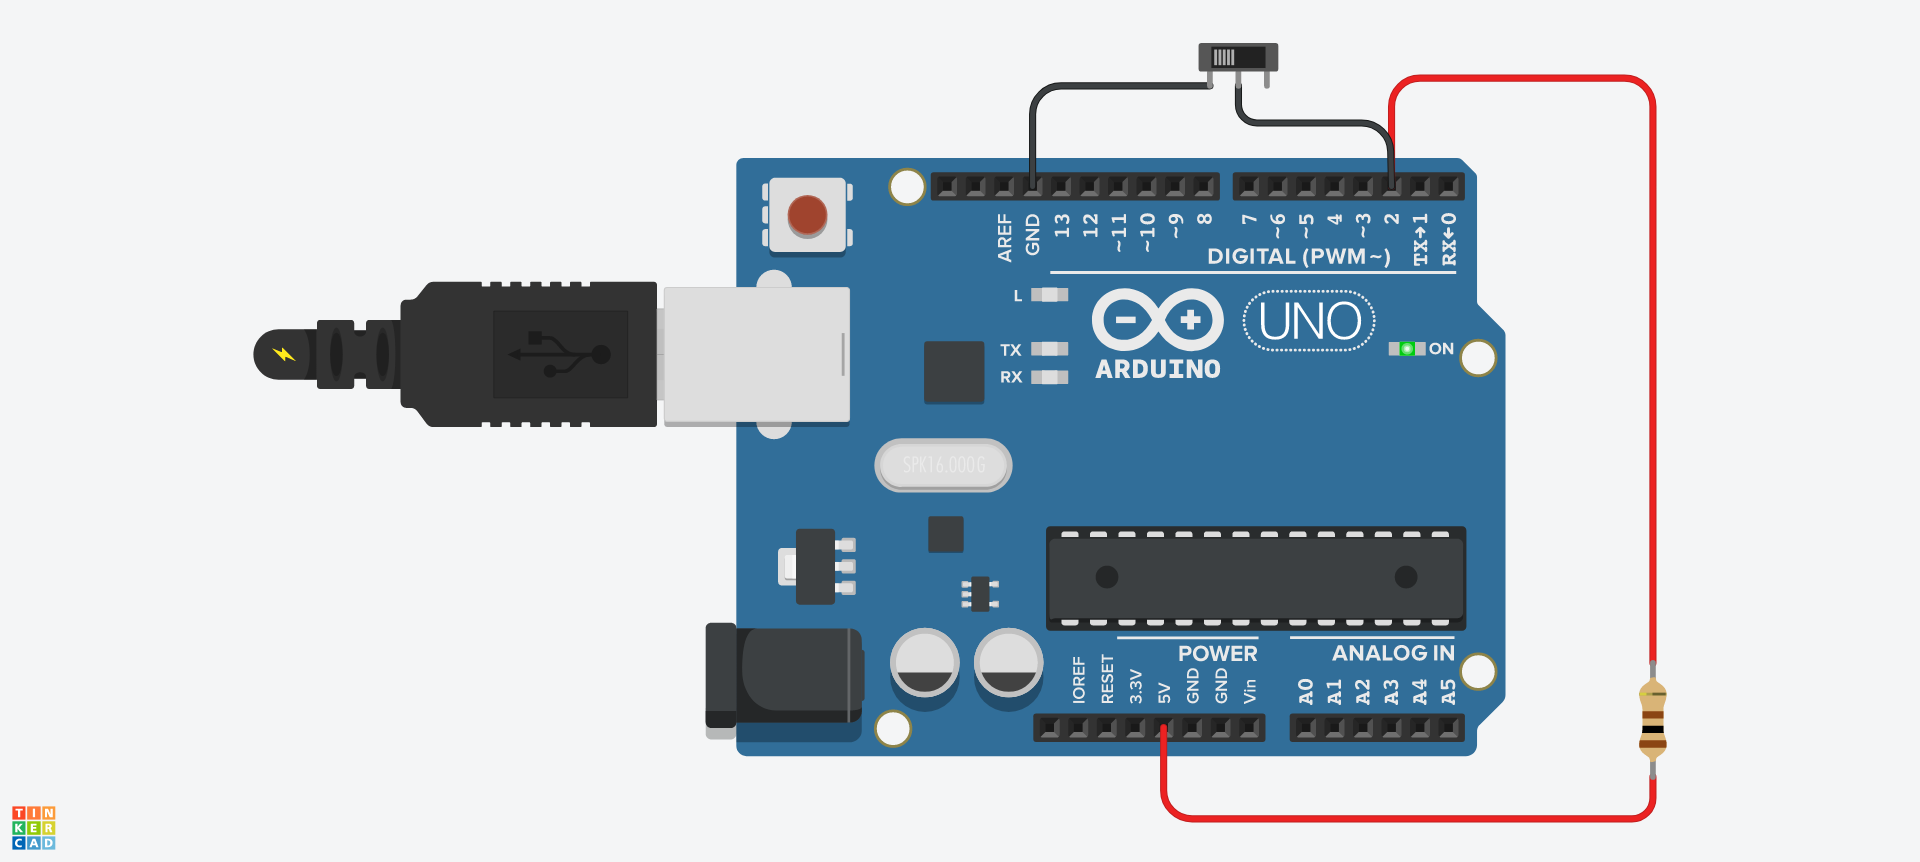 AREF
GND
13
12
~11
~10
~9
8
7
~6
~5
4
~3
2
TX→1
RX←0
DIGITAL (PWM~)
L
TX
RX
ARDUINO
UNO
ON
SPK16.000G
IOREF
RESET
3.3V
5V
GND
GND
Vin
POWER
ANALOG IN
A0
A1
A2
A3
A4
A5
TIN
KER
CAD